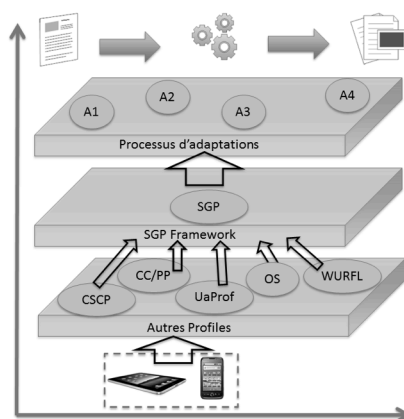 A1 A2 A3 A4
Processus d'adaptations
SGP
SGP Framework
CSCP CC/PP UaProf OS WURFL
Autres Profiles